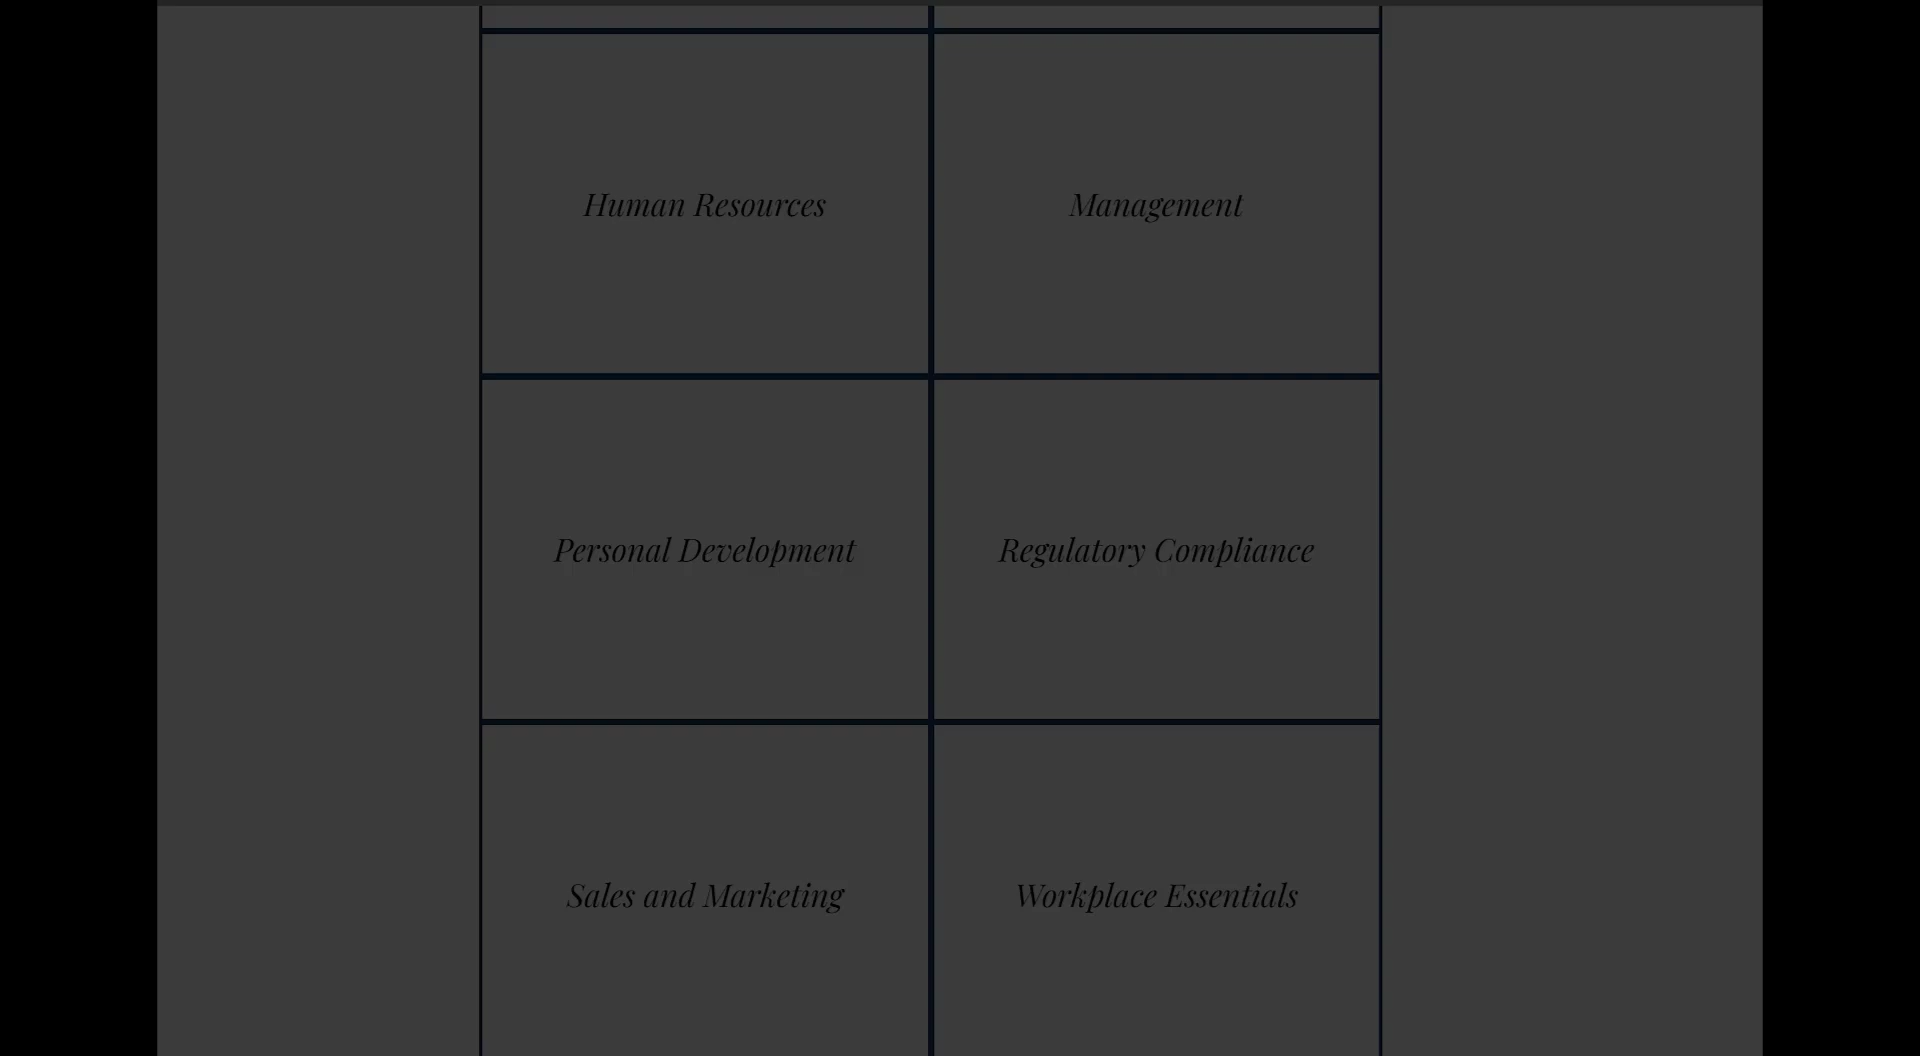 Human Resources
Management
Personal Development
Regulatory Compliance
Sales and Marketing
Workplace Essentials